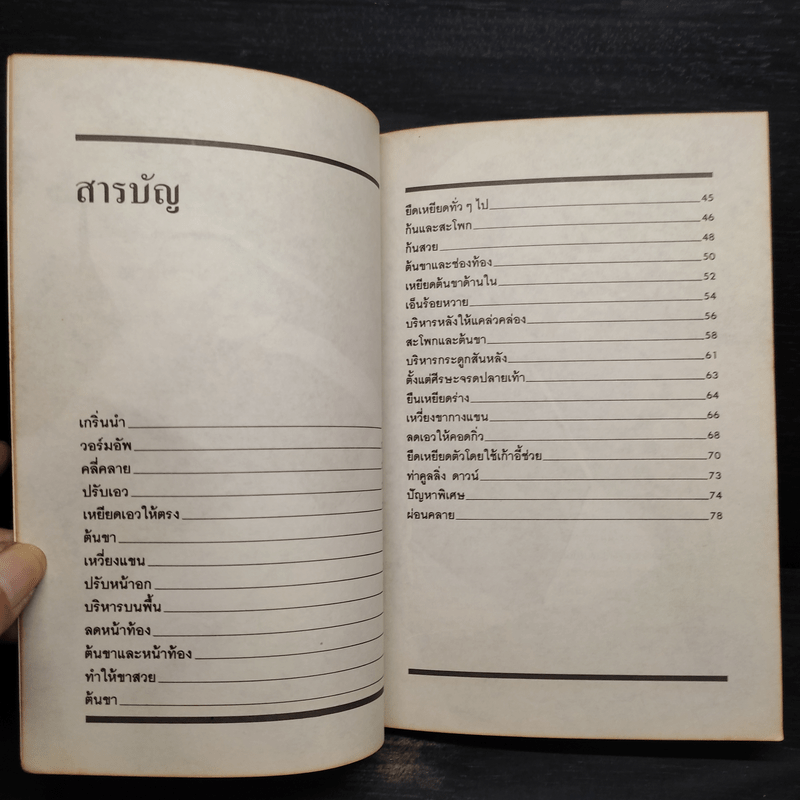 สารบัญ
เกริ่นนำ
วอร์มอัพ
คลี่คลาย
ปรับเอว
เหยียดเอวให้ตรง
ต้นขา
เหวี่ยงแขน
ปรับหน้าอก
บริหารบนพื้น
ลดหน้าท้อง
ต้นขาและหน้าท้อง
ทำให้ขาสวย
ต้นขา
ยืดเหยียดทั่ว ๆ ไป 45
ก้นและสะโพก 46
ก้นสวย 48
ต้นขาและช่องท้อง 50
เหยียดต้นขาด้านใน 52
เอ็นร้อยหวาย 54
บริหารหลังให้แคล่วคล่อง 56
สะโพกและต้นขา 58
บริหารกระดูกสันหลัง 61
ตั้งแต่ศีรษะจรดปลายเท้า 63
ยืนเหยียดร่าง 64
เหวี่ยงขากางแขน 66
ลดเอวให้คอดกิ่ว 68
ยืดเหยียดตัวโดยใช้เก้าอี้ช่วย 70
ท่าคูลลิ่ง ดาวน์ 73
ปัญหาพิเศษ 74
ผ่อนคลาย 78